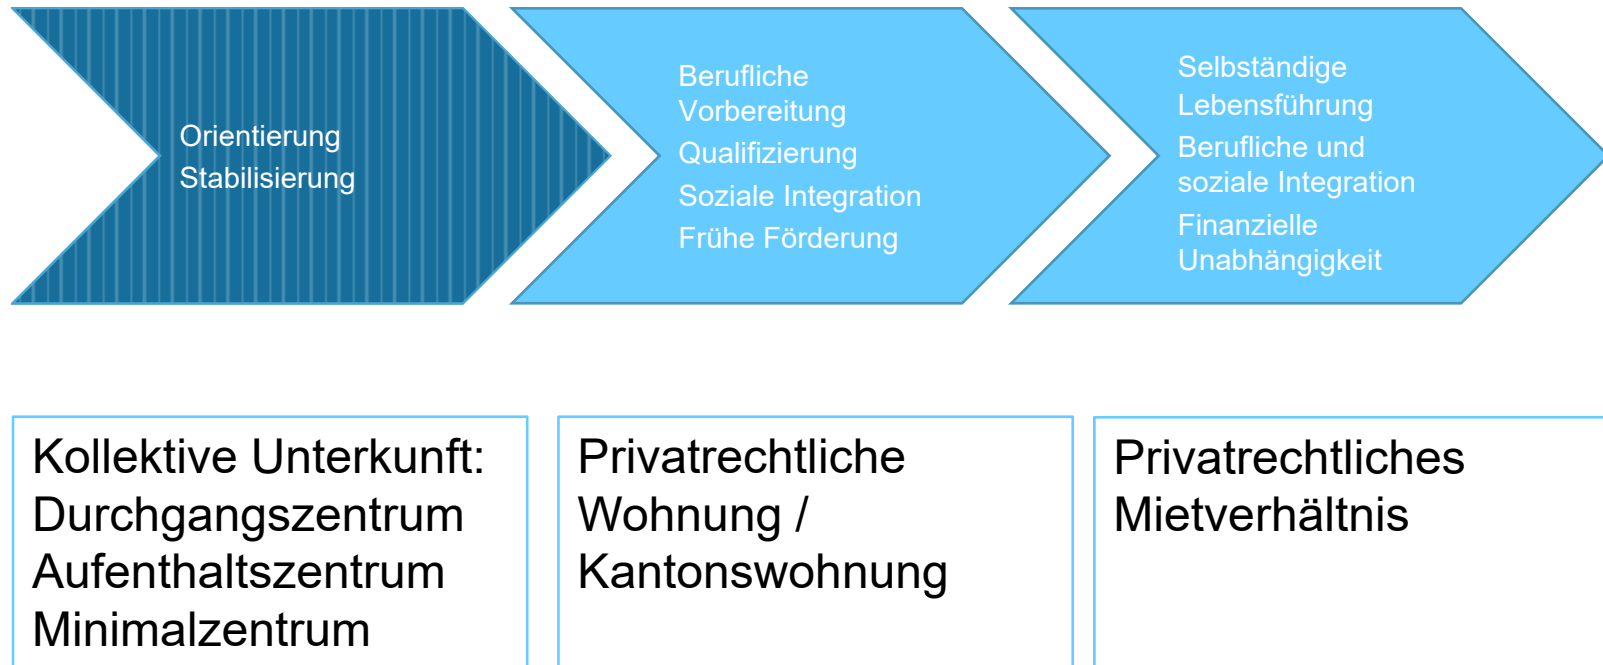 Orientierung
Stabilisierung
Berufliche
Vorbereitung
Qualifizierung
Soziale Integration
Frühe Förderung
Selbständige
Lebensführung
Berufliche und
soziale Integration
Finanzielle
Unabhängigkeit
Kollektive Unterkunft:
Durchgangszentrum
Aufenthaltszentrum
Minimalzentrum
Privatrechtliche
Wohnung /
Kantonswohnung
Privatrechtliches
Mietverhältnis